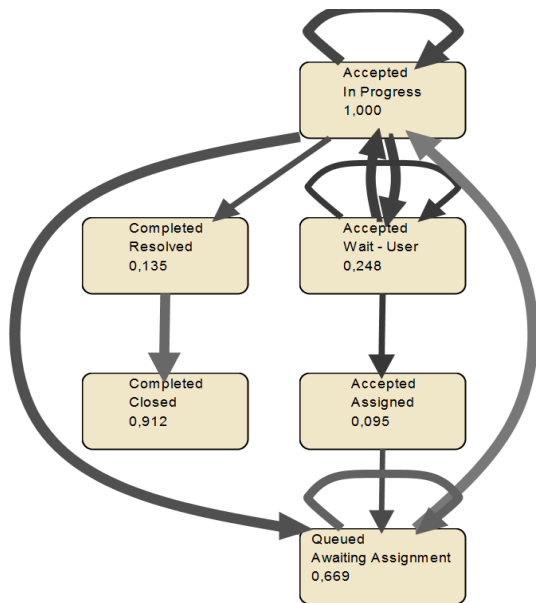 Accepted
In Progress
1,000
Completed
Resolved
0,135
Accepted
Wait - User
0,248
Completed
Closed
0,912
Accepted
Assigned
0,095
Queued
Awaiting Assignment
0,669